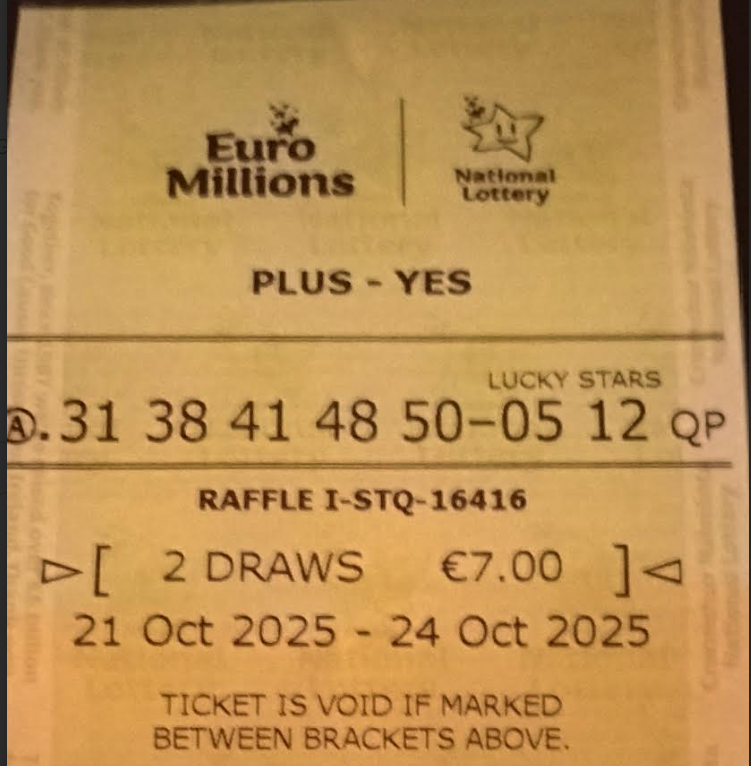 Euro
Millions
National
Lottery
PLUS - YES
LUCKY STARS
Ⓐ.31 38 41 48 50-05 12 QP
RAFFLE I-STQ-16416
▷[ 2 DRAWS €7.00 ]◁
21 Oct 2025 - 24 Oct 2025
TICKET IS VOID IF MARKED
BETWEEN BRACKETS ABOVE.